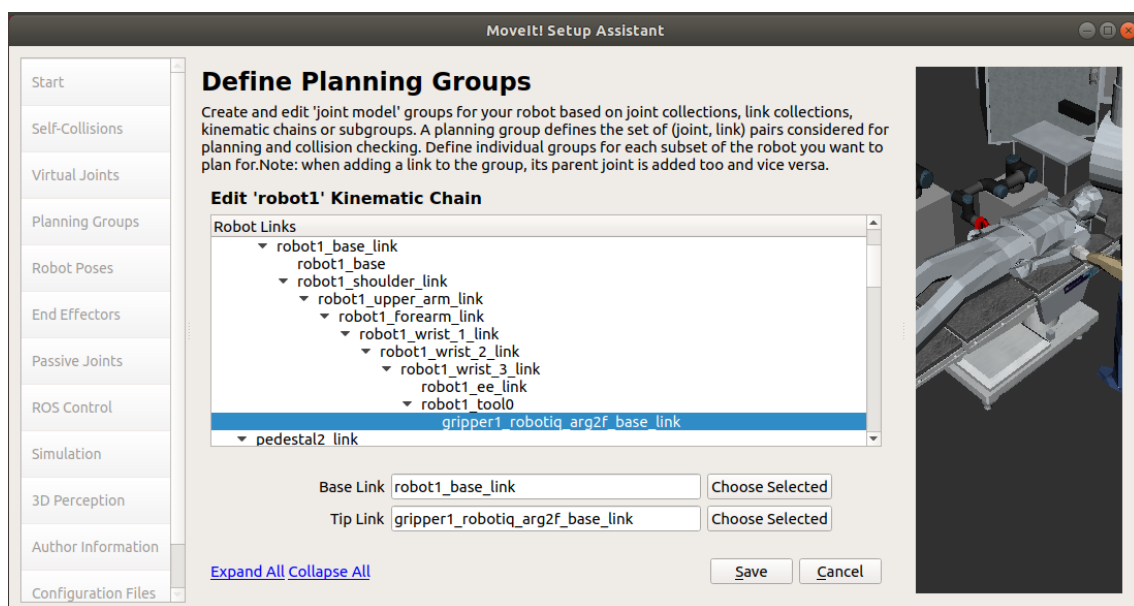 MoveIt! Setup Assistant
Start
Self-Collisions
Virtual Joints
Planning Groups
Robot Poses
End Effectors
Passive Joints
ROS Control
Simulation
3D Perception
Author Information
Configuration Files
Define Planning Groups
Create and edit 'joint model' groups for your robot based on joint collections, link collections,
kinematic chains or subgroups. A planning group defines the set of (joint, link) pairs considered for
planning and collision checking. Define individual groups for each subset of the robot you want to
plan for.Note: when adding a link to the group, its parent joint is added too and vice versa.
Edit 'robot1' Kinematic Chain
Robot Links
robot1_base_link
robot1_base
robot1_shoulder_link
robot1_upper_arm_link
robot1_forearm_link
robot1_wrist_1_link
robot1_wrist_2_link
robot1_wrist_3_link
robot1_ee_link
robot1_tool0
gripper1_robotiq_arg2f_base_link
pedestal2_link
Base Link robot1_base_link Choose Selected
Tip Link gripper1_robotiq_arg2f_base_link Choose Selected
Expand All Collapse All Save Cancel